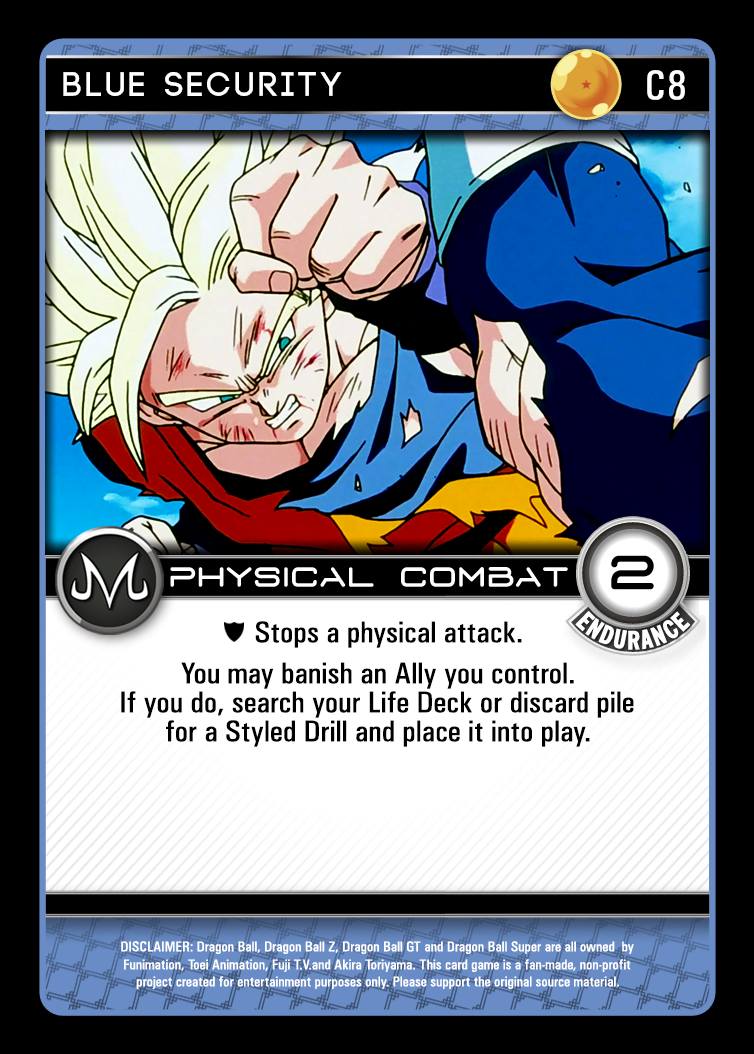 BLUE SECURITY C8
PHYSICAL COMBAT 2
ENDURANCE
Stops a physical attack.
You may banish an Ally you control.
If you do, search your Life Deck or discard pile
for a Styled Drill and place it into play.
DISCLAIMER: Dragon Ball, Dragon Ball Z, Dragon Ball GT and Dragon Ball Super are all owned by
Funimation, Toei Animation, Fuji T.V.and Akira Toriyama. This card game is a fan-made, non-profit
project created for entertainment purposes only. Please support the original source material.